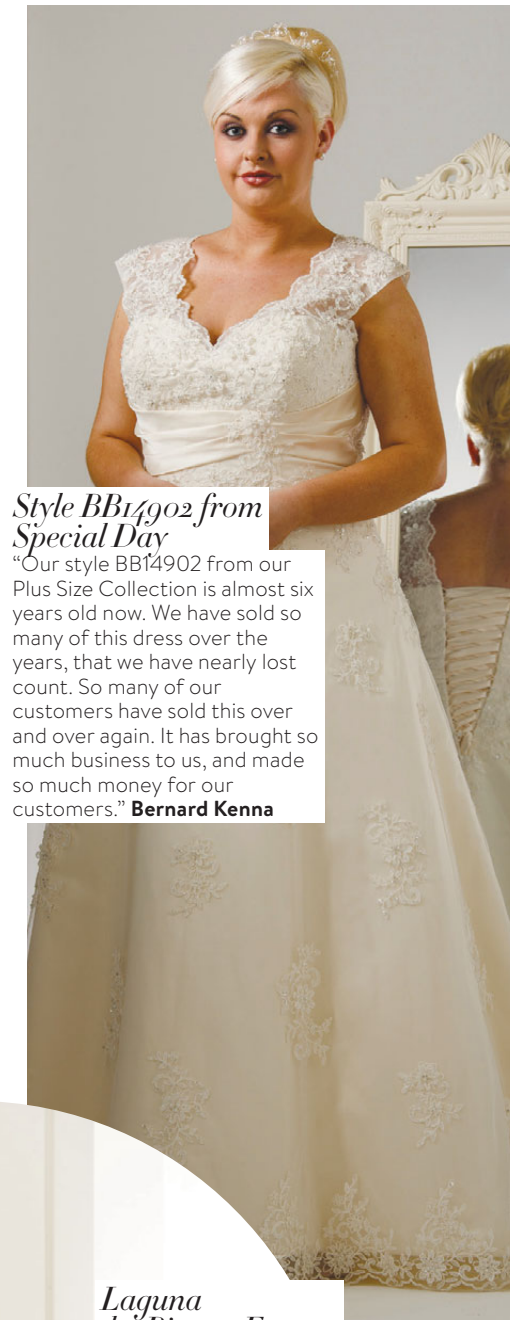 Style BB14902 from
Special Day
“Our style BB14902 from our
Plus Size Collection is almost six
years old now. We have sold so
many of this dress over the
years, that we have nearly lost
count. So many of our
customers have sold this over
and over again. It has brought so
much business to us, and made
so much money for our
customers.” Bernard Kenna
Laguna